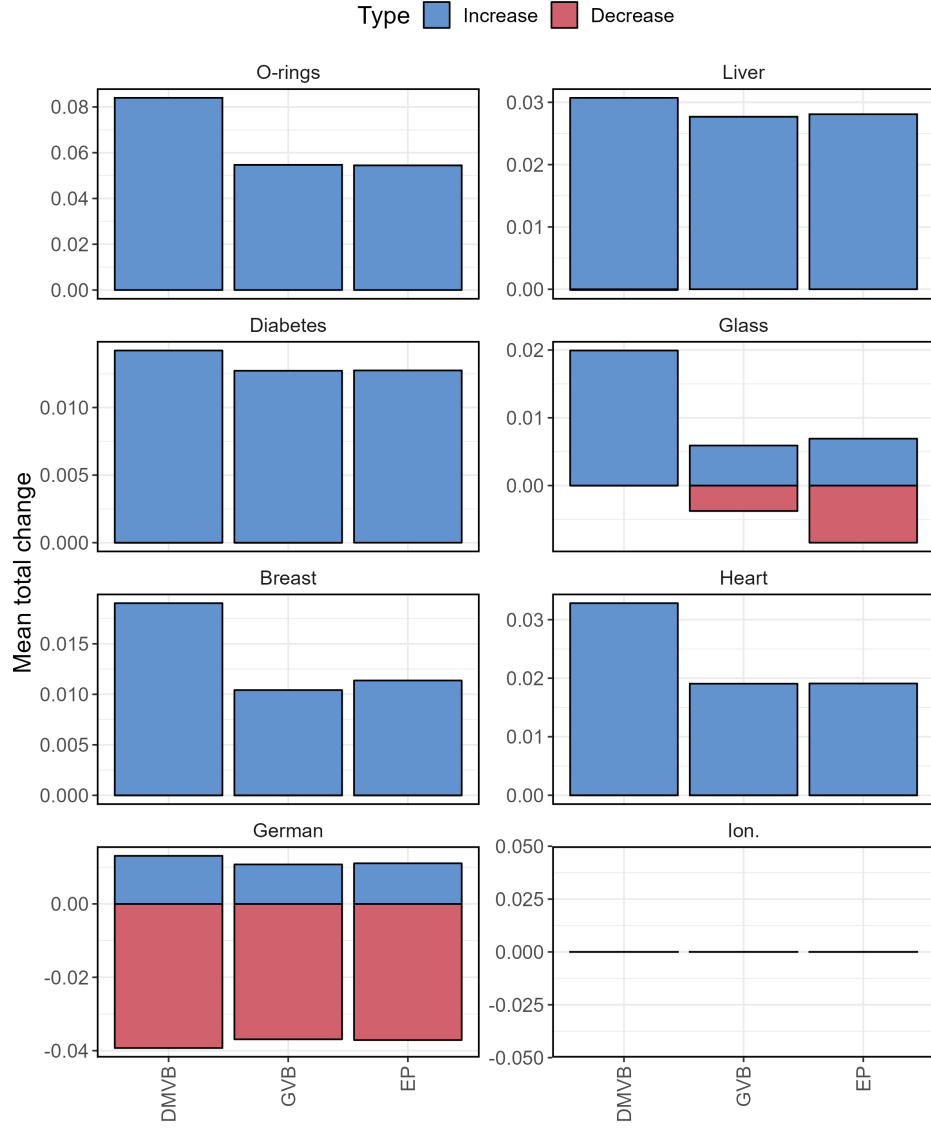 Type Increase Decrease
O-rings
0.08
0.06
0.04
0.02
0.00
Liver
0.03
0.02
0.01
0.00
Diabetes
0.010
0.005
0.000
Glass
0.02
0.01
0.00
Mean total change
Breast
0.015
0.010
0.005
0.000
Heart
0.03
0.02
0.01
0.00
German
0.00
-0.02
-0.04
Ion.
0.050
0.025
0.000
-0.025
-0.050
DMVB
GVB
EP
DMVB
GVB
EP